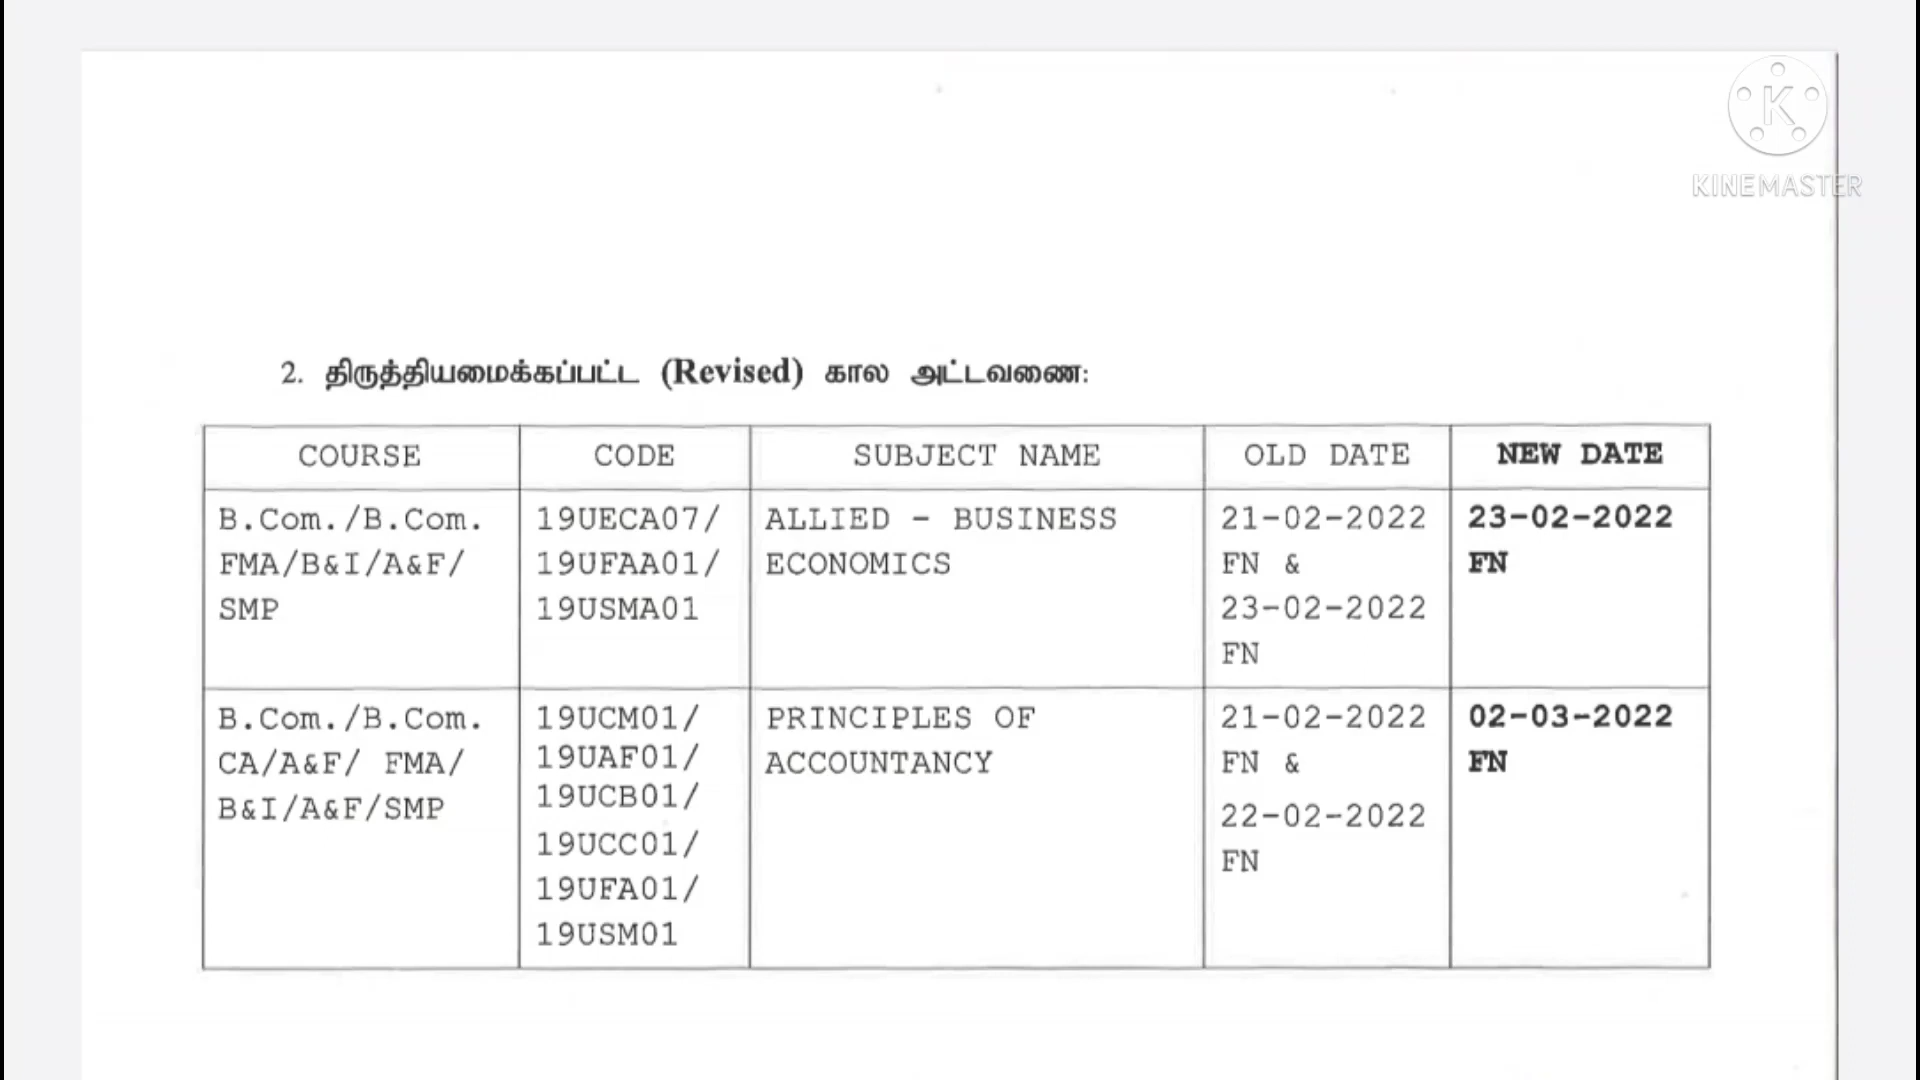 KINEMASTER
2. திருத்தியமைக்கப்பட்ட (Revised) கால அட்டவணை:
COURSE CODE SUBJECT NAME OLD DATE NEW DATE
B.Com./B.Com. 19UECA07/ ALLIED - BUSINESS 21-02-2022 23-02-2022
FMA/B&I/A&F/ 19UFAA01/ ECONOMICS FN & FN
SMP 19USMA01 23-02-2022
FN
B.Com./B.Com. 19UCM01/ PRINCIPLES OF 21-02-2022 02-03-2022
CA/A&F/ FMA/ 19UAF01/ ACCOUNTANCY FN & FN
B&I/A&F/SMP 19UCB01/ 22-02-2022
19UCC01/ FN
19UFA01/
19USM01